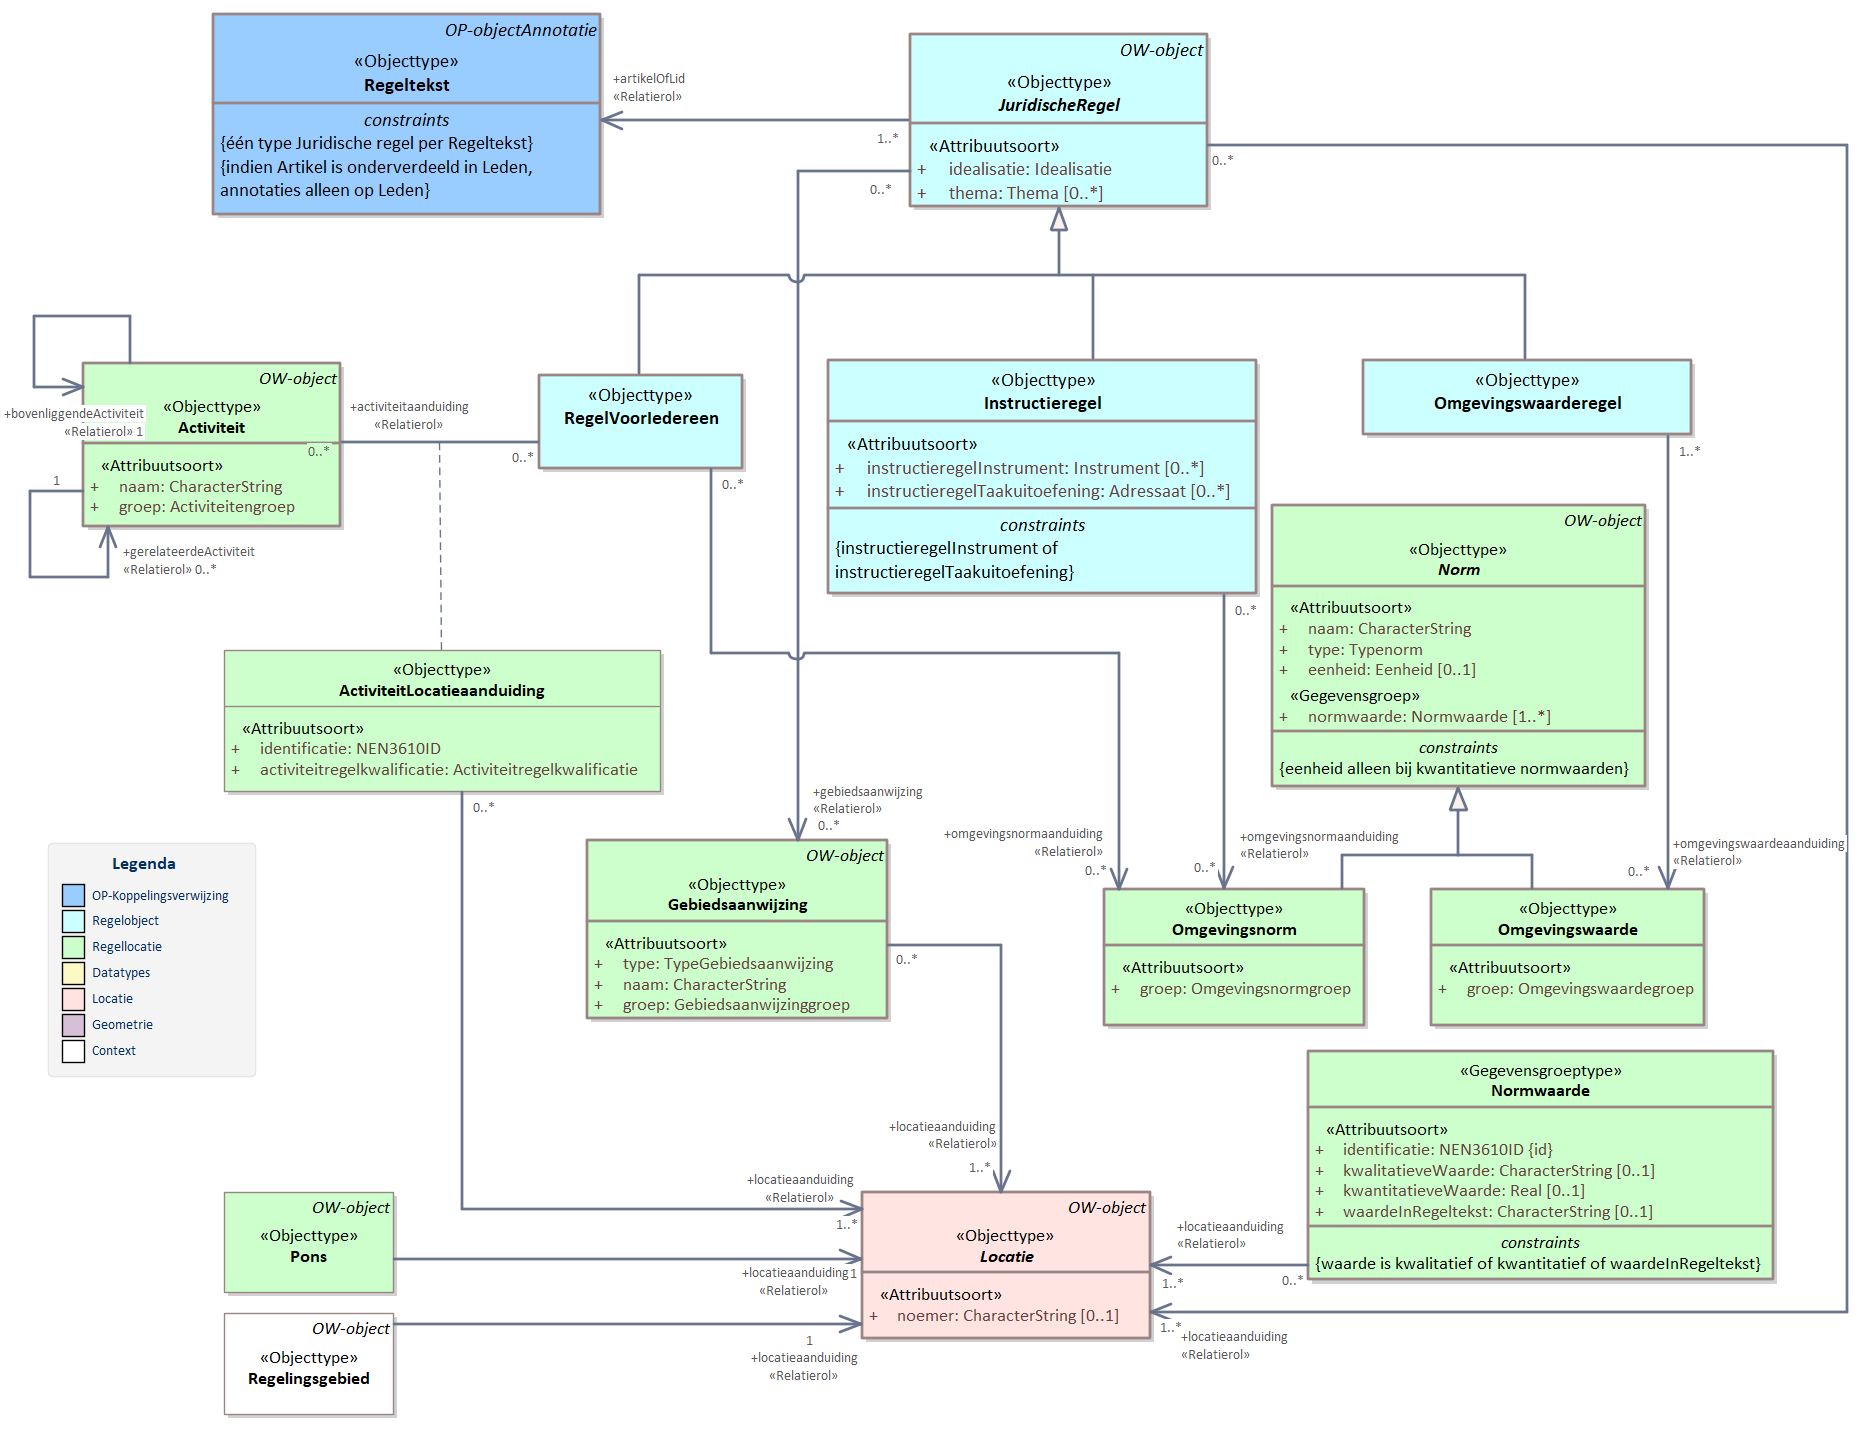 OP-objectAnnotatie
«Objecttype»
Regeltekst
constraints
{één type Juridische regel per Regeltekst}
{indien Artikel is onderverdeeld in Leden,
annotaties alleen op Leden}
+artikelOfLid
«Relatierol»
1..*
OW-object
«Objecttype»
JuridischeRegel
«Attribuutsoort»
+ idealisatie: Idealisatie
+ thema: Thema [0..*]
0..*
0..*
+bovenliggendeActiviteit
«Relatierol» 1
OW-object
«Objecttype»
Activiteit
«Attribuutsoort»
+ naam: CharacterString
+ groep: Activiteitengroep
0..*
1
+gerelateerdeActiviteit
«Relatierol» 0..*
+activiteitaanduiding
«Relatierol»
0..*
«Objecttype»
RegelVoorIedereen
0..*
«Objecttype»
Instructieregel
«Attribuutsoort»
+ instructieregelInstrument: Instrument [0..*]
+ instructieregelTaakuitoefening: Adressaat [0..*]
constraints
{instructieregelInstrument of
instructieregelTaakuitoefening}
0..*
«Objecttype»
Omgevingswaarderegel
1..*
OW-object
«Objecttype»
Norm
«Attribuutsoort»
+ naam: CharacterString
+ type: Typenorm
+ eenheid: Eenheid [0..1]
«Gegevensgroep»
+ normwaarde: Normwaarde [1..*]
constraints
{eenheid alleen bij kwantitatieve normwaarden}
«Objecttype»
ActiviteitLocatieaanduiding
«Attribuutsoort»
+ identificatie: NEN3610ID
+ activiteitregelkwalificatie: Activiteitregelkwalificatie
0..*
+gebiedsaanwijzing
«Relatierol»
0..*
+omgevingsnormaanduiding
«Relatierol»
0..*
+omgevingsnormaanduiding
«Relatierol»
0..*
+omgevingswaardeaanduiding
«Relatierol»
0..*
Legenda
OP-Koppelingsverwijzing
Regelobject
Regellocatie
Datatypes
Locatie
Geometrie
Context
OW-object
«Objecttype»
Gebiedsaanwijzing
«Attribuutsoort»
+ type: TypeGebiedsaanwijzing
+ naam: CharacterString
+ groep: Gebiedsaanwijzinggroep
0..*
«Objecttype»
Omgevingsnorm
«Attribuutsoort»
+ groep: Omgevingsnormgroep
«Objecttype»
Omgevingswaarde
«Attribuutsoort»
+ groep: Omgevingswaardegroep
«Gegevensgroeptype»
Normwaarde
«Attribuutsoort»
+ identificatie: NEN3610ID {id}
+ kwalitatieveWaarde: CharacterString [0..1]
+ kwantitatieveWaarde: Real [0..1]
+ waardeInRegeltekst: CharacterString [0..1]
constraints
{waarde is kwalitatief of kwantitatief of waardeInRegeltekst}
0..*
+locatieaanduiding
«Relatierol»
1..*
+locatieaanduiding
«Relatierol»
1..*
OW-object
«Objecttype»
Pons
+locatieaanduiding 1
«Relatierol»
OW-object
«Objecttype»
Regelingsgebied
1
+locatieaanduiding
«Relatierol»
OW-object
«Objecttype»
Locatie
«Attribuutsoort»
+ noemer: CharacterString [0..1]
+locatieaanduiding
«Relatierol»
1..*
1..*
+locatieaanduiding
«Relatierol»